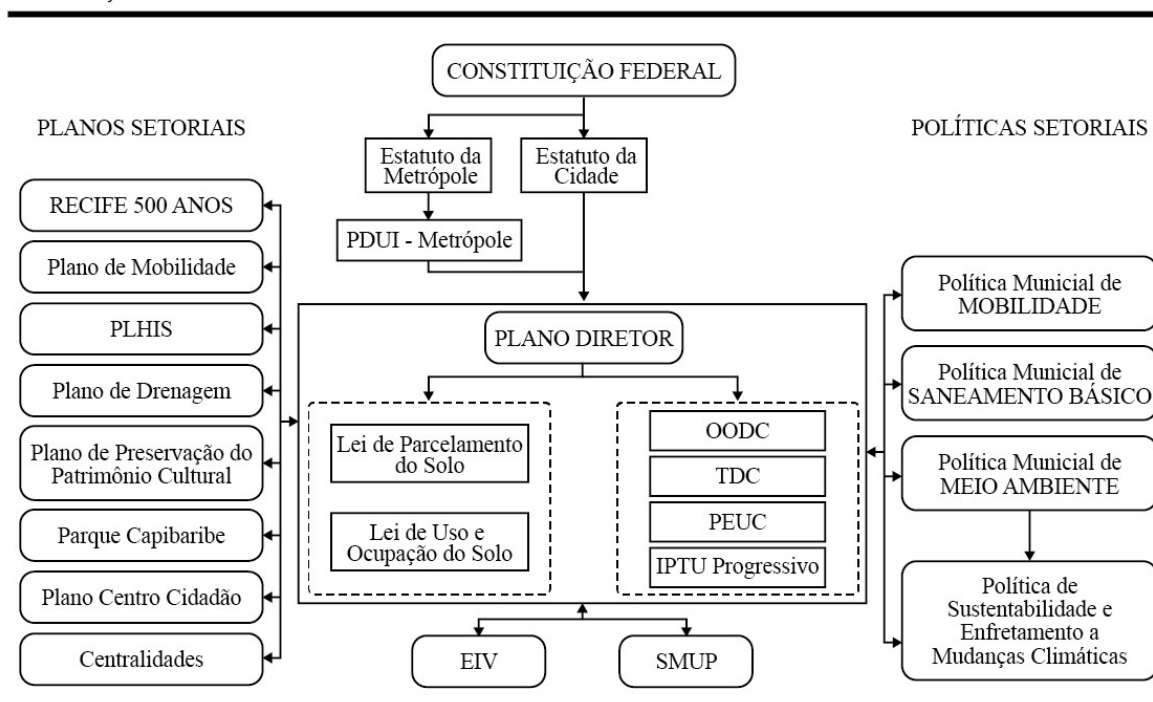 CONSTITUIÇÃO FEDERAL
PLANOS SETORIAIS
POLÍTICAS SETORIAIS
Estatuto da
Metrópole
Estatuto da
Cidade
PDUI - Metrópole
RECIFE 500 ANOS
Plano de Mobilidade
PLHIS
Plano de Drenagem
Plano de Preservação do
Patrimônio Cultural
Parque Capibaribe
Plano Centro Cidadão
Centralidades
PLANO DIRETOR
Lei de Parcelamento
do Solo
Lei de Uso e
Ocupação do Solo
OODC
TDC
PEUC
IPTU Progressivo
EIV
SMUP
Política Municial de
MOBILIDADE
Política Municipal de
SANEAMENTO BÁSICO
Política Municipal de
MEIO AMBIENTE
Política de
Sustentabilidade e
Enfretamento a
Mudanças Climáticas